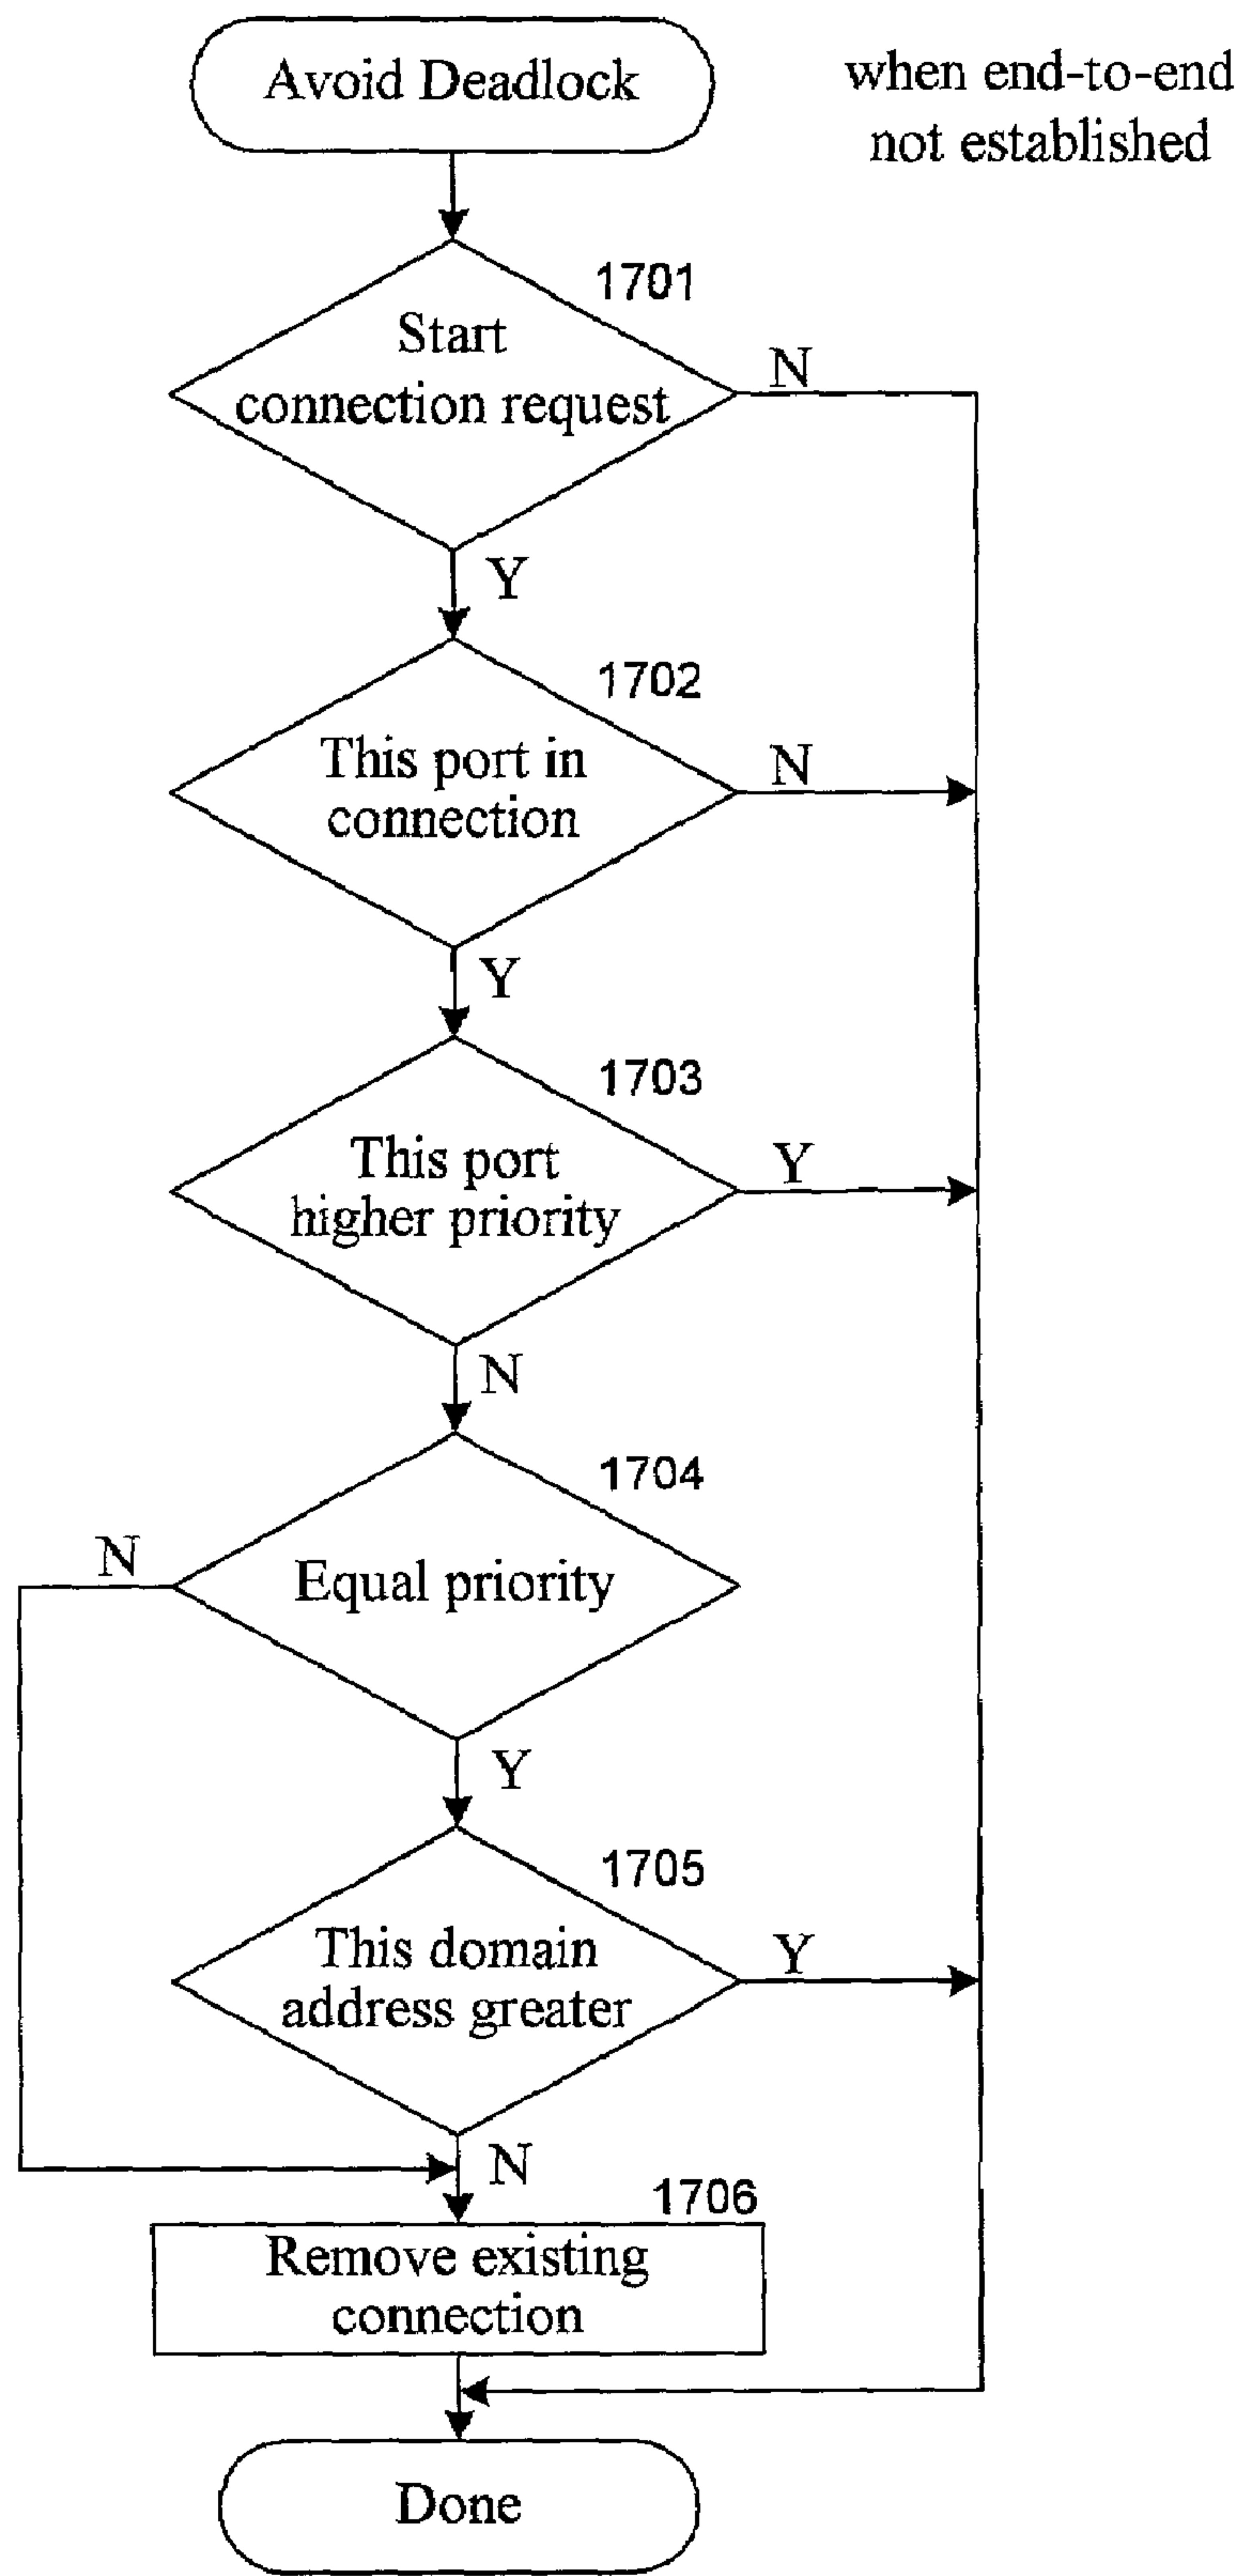 Avoid Deadlock
when end-to-end
not established
1701
Start
connection request
N
Y
1702
This port in
connection
N
Y
1703
This port
higher priority
Y
N
1704
N
Equal priority
Y
1705
This domain
address greater
Y
N
1706
Remove existing
connection
Done